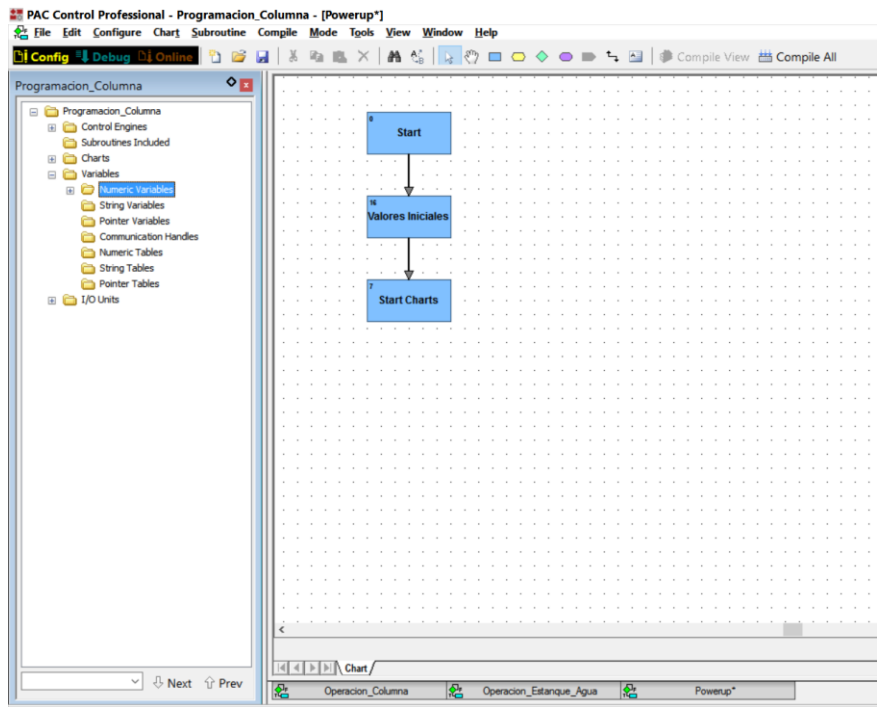 PAC Control Professional - Programacion_Columna - [Powerup*]
File Edit Configure Chart Subroutine Compile Mode Tools View Window Help
Config Debug Online Compile View Compile All
Programacion_Columna
Programacion_Columna
Control Engines
Subroutines Included
Charts
Variables
Numeric Variables
String Variables
Pointer Variables
Communication Handles
Numeric Tables
String Tables
Pointer Tables
I/O Units
0
Start
16
Valores Iniciales
7
Start Charts
Chart
Next Prev
Operacion_Columna Operacion_Estanque_Agua Powerup*